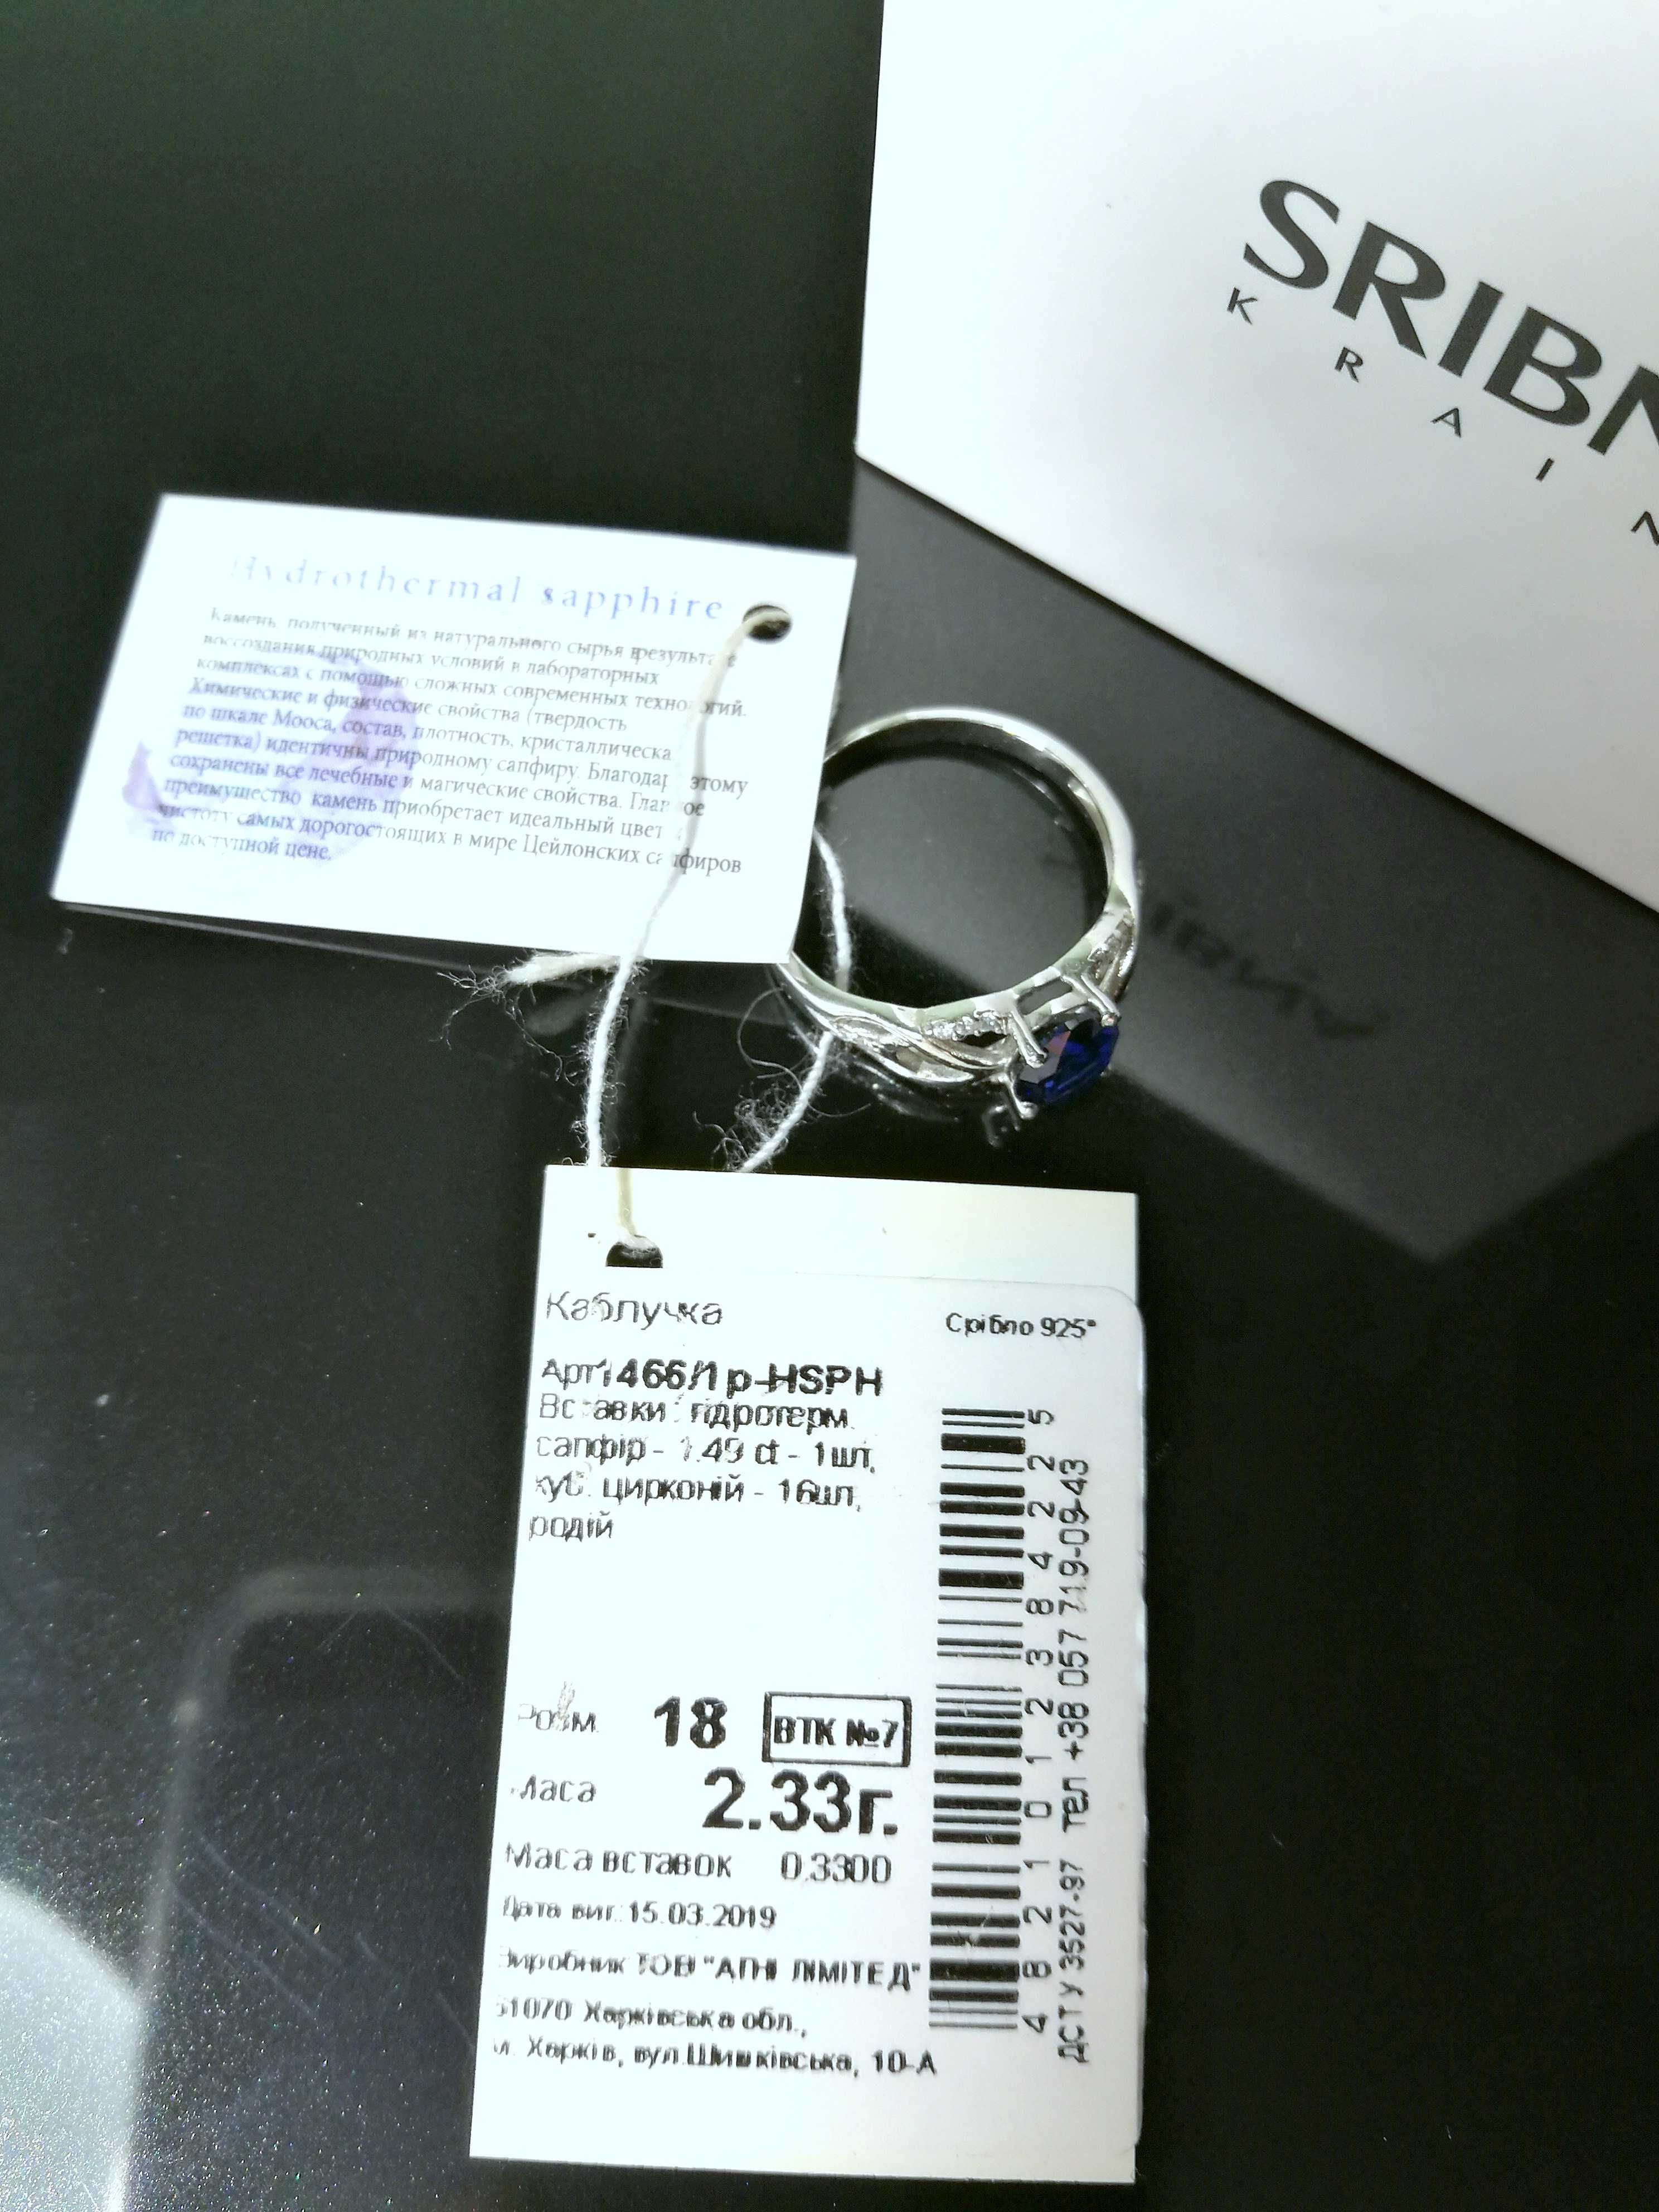 SRIBN
KRAIN
Hydrothermal sapphire
Камень, полученный из натурального сырья в результате
воссоздания природных условий в лабораторных
комплексах с помощью сложных современных технологий.
Химические и физические свойства (твердость
по шкале Мооса, состав, плотность, кристаллическа
решетка) идентичны природному сапфиру. Благодаря этому
сохранены все лечебные и магические свойства. Главное
преимущество камень приобретает идеальный цвет
чистоту самых дорогостоящих в мире Цейлонских сапфиров
по доступной цене.
Каблучка
Срібло 925°
Арт1466/1р-HSPH
Вставки: гідротерм.
сапфір - 1.49 ct - 1шт,
куб. цирконій - 16шт,
родій
Розм. 18 ВТК №7
Маса 2.33г.
Маса вставок 0.3300
Дата виг. 15.03.2019
Виробник ТОВ "АГНІ ЛІМІТЕД"
61070 Харківська обл.,
м. Харків, вул.Шишківська, 10-А
4821012384225
ДСТУ 3527-97 тел +38 057 719-09-43